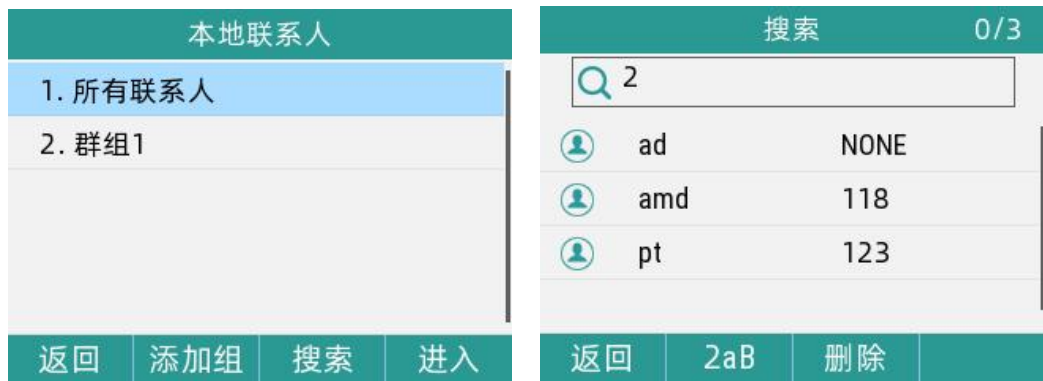 本地联系人
1. 所有联系人
2. 群组1
返回 添加组 搜索 进入
搜索 0/3
2
ad NONE
amd 118
pt 123
返回 2aB 删除